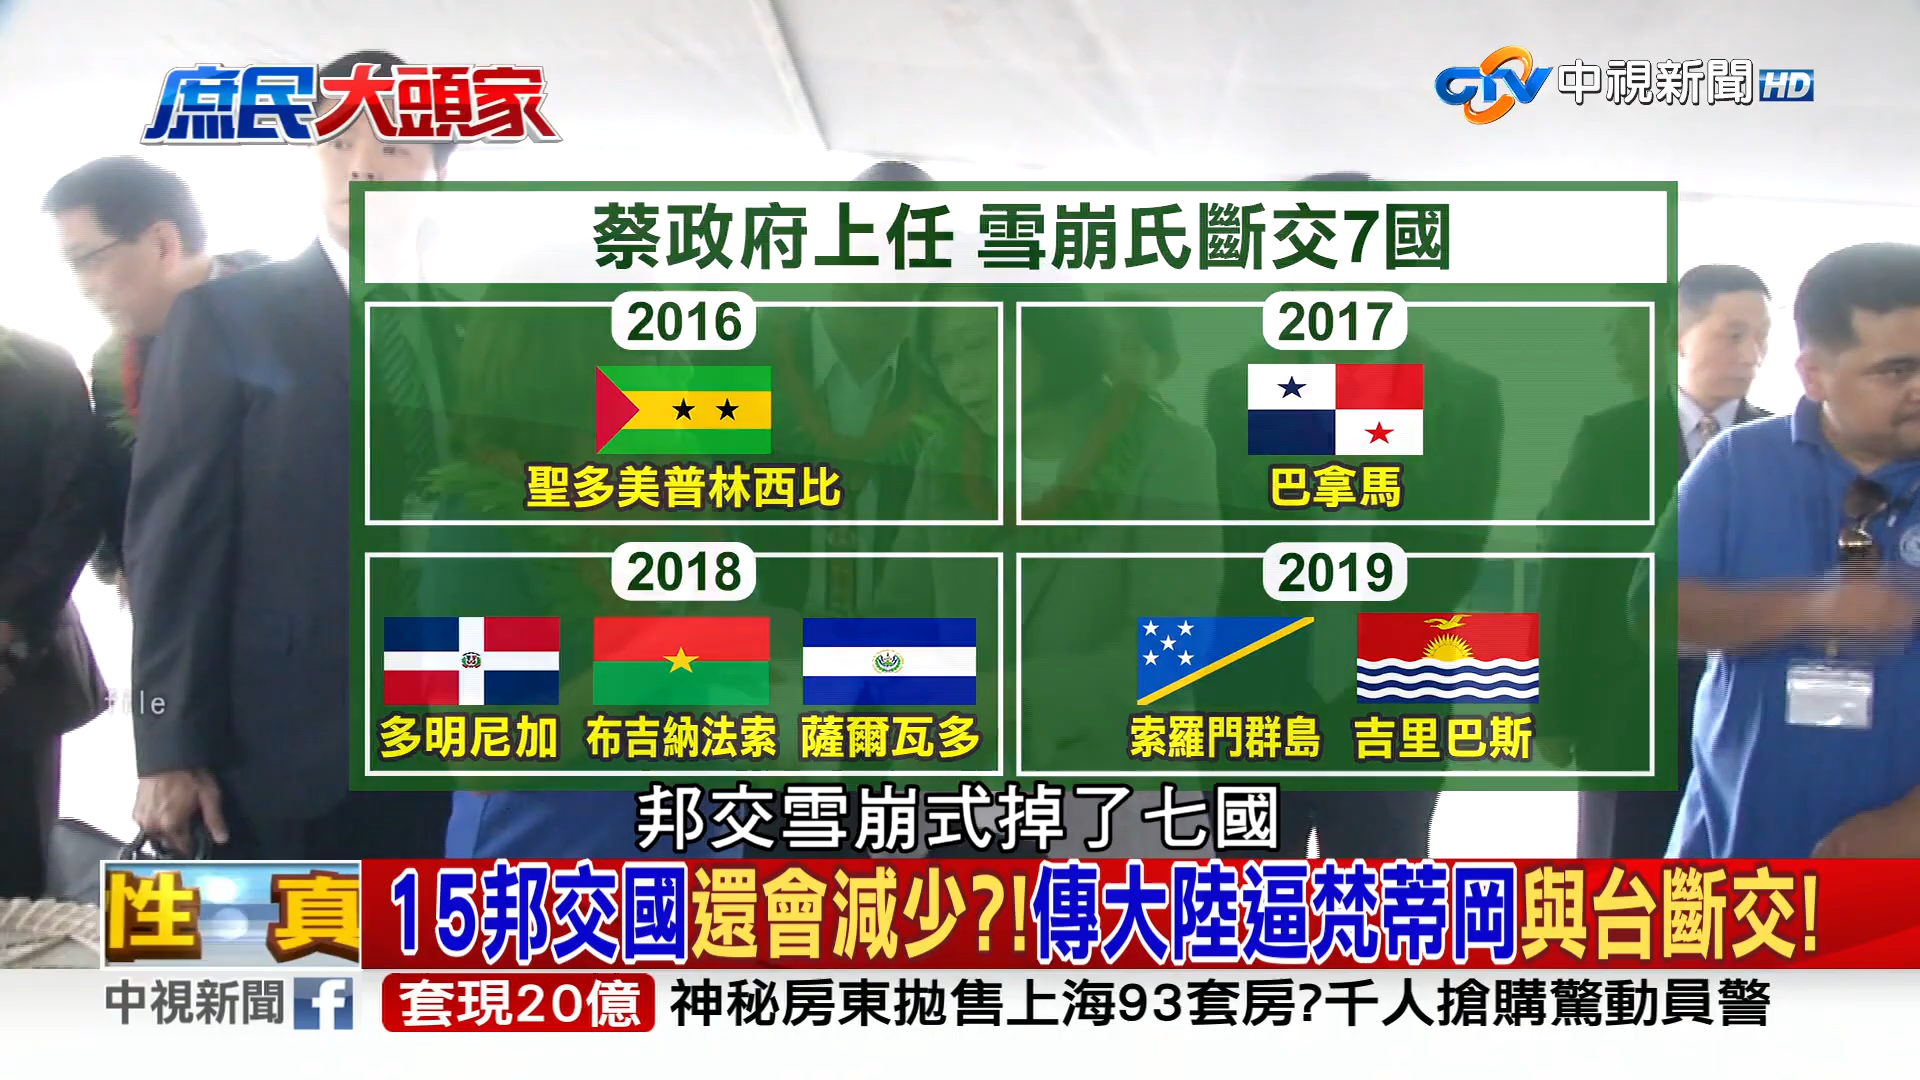 庶民大頭家
CTV中視新聞HD
蔡政府上任 雪崩氏斷交7國
2016
2017
聖多美普林西比
巴拿馬
2018
2019
多明尼加
布吉納法索
薩爾瓦多
索羅門群島
吉里巴斯
file
邦交雪崩式掉了七國
性 真
15邦交國還會減少?!傳大陸逼梵蒂岡與台斷交!
中視新聞 f
套現20億
神秘房東拋售上海93套房?千人搶購驚動員警